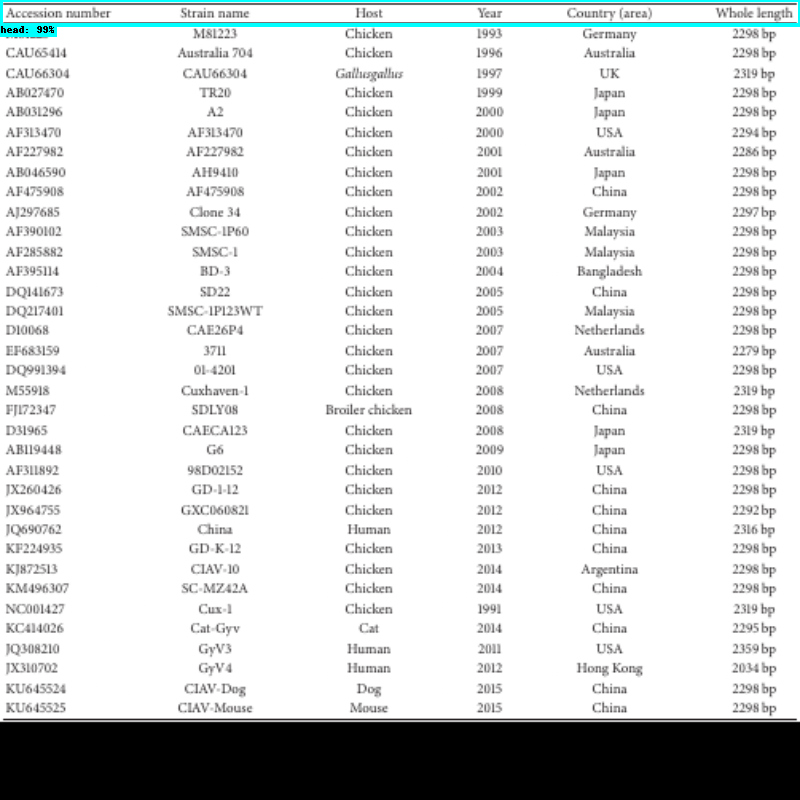 Accession number Strain name Host Year Country (area) Whole length
head: 99%
M81223 Chicken 1993 Germany 2298 bp
CAU65414 Australia 704 Chicken 1996 Australia 2298 bp
CAU66304 CAU66304 Gallusgallus 1997 UK 2319 bp
AB027470 TR20 Chicken 1999 Japan 2298 bp
AB031296 A2 Chicken 2000 Japan 2298 bp
AF313470 AF313470 Chicken 2000 USA 2294 bp
AF227982 AF227982 Chicken 2001 Australia 2286 bp
AB046590 AH9410 Chicken 2001 Japan 2298 bp
AF475908 AF475908 Chicken 2002 China 2298 bp
AJ297685 Clone 34 Chicken 2002 Germany 2297 bp
AF390102 SMSC-1P60 Chicken 2003 Malaysia 2298 bp
AF285882 SMSC-1 Chicken 2003 Malaysia 2298 bp
AF395114 BD-3 Chicken 2004 Bangladesh 2298 bp
DQ141673 SD22 Chicken 2005 China 2298 bp
DQ217401 SMSC-1P123WT Chicken 2005 Malaysia 2298 bp
D10068 CAE26P4 Chicken 2007 Netherlands 2298 bp
EF683159 3711 Chicken 2007 Australia 2279 bp
DQ991394 01-4201 Chicken 2007 USA 2298 bp
M55918 Cuxhaven-1 Chicken 2008 Netherlands 2319 bp
FJ172347 SDLY08 Broiler chicken 2008 China 2298 bp
D31965 CAECA123 Chicken 2008 Japan 2319 bp
AB119448 G6 Chicken 2009 Japan 2298 bp
AF311892 98D02152 Chicken 2010 USA 2298 bp
JX260426 GD-1-12 Chicken 2012 China 2298 bp
JX964755 GXC060821 Chicken 2012 China 2292 bp
JQ690762 China Human 2012 China 2316 bp
KF224935 GD-K-12 Chicken 2013 China 2298 bp
KJ872513 CIAV-10 Chicken 2014 Argentina 2298 bp
KM496307 SC-MZ42A Chicken 2014 China 2298 bp
NC001427 Cux-1 Chicken 1991 USA 2319 bp
KC414026 Cat-Gyv Cat 2014 China 2295 bp
JQ308210 GyV3 Human 2011 USA 2359 bp
JX310702 GyV4 Human 2012 Hong Kong 2034 bp
KU645524 CIAV-Dog Dog 2015 China 2298 bp
KU645525 CIAV-Mouse Mouse 2015 China 2298 bp